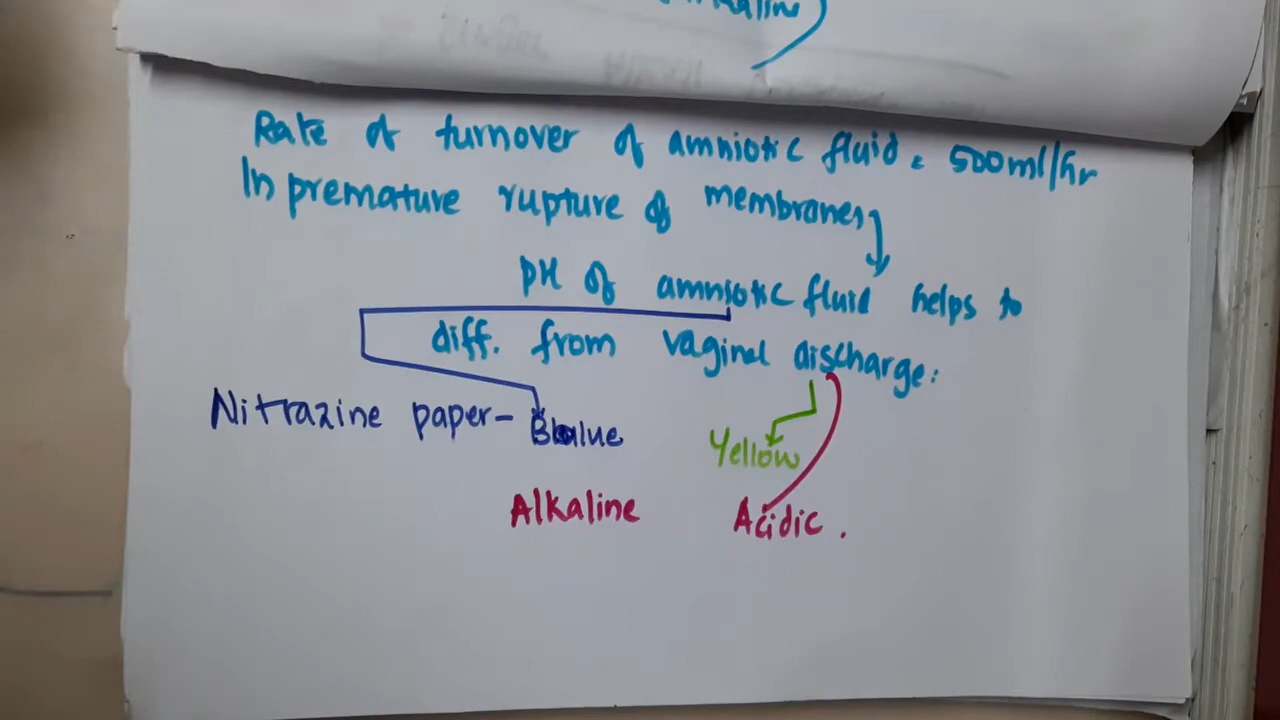 Rate of turnover of amniotic fluid = 500ml/hr
In premature rupture of membranes,
pH of amniotic fluid helps to
diff. from vaginal discharge:
Nitrazine paper- Blue
Yellow
Alkaline Acidic.